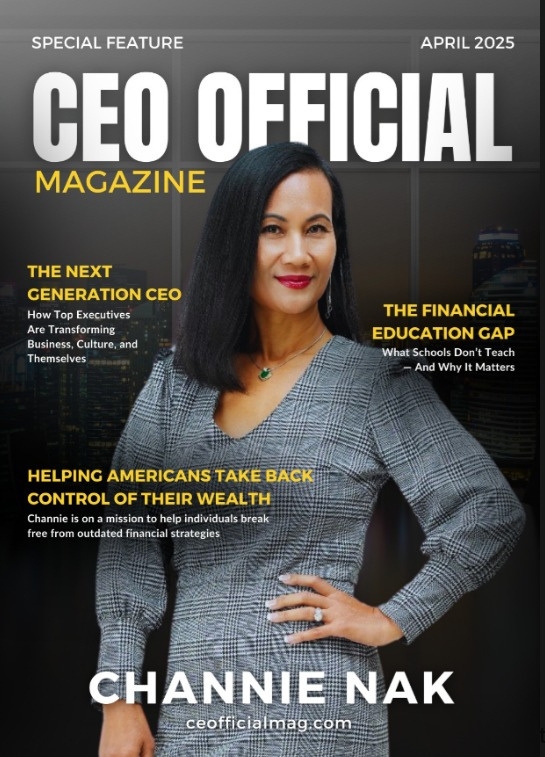 SPECIAL FEATURE
APRIL 2025
CEO OFFICIAL
MAGAZINE
THE NEXT
GENERATION CEO
How Top Executives
Are Transforming
Business, Culture, and
Themselves
THE FINANCIAL
EDUCATION GAP
What Schools Don't Teach
— And Why It Matters
HELPING AMERICANS TAKE BACK
CONTROL OF THEIR WEALTH
Channie is on a mission to help individuals break
free from outdated financial strategies
CHANNIE NAK
ceofficialmag.com